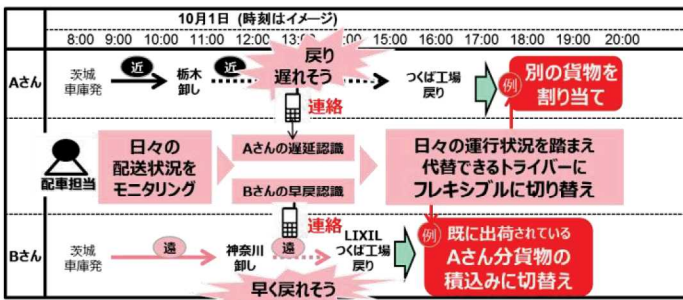 10月1日 (時刻はイメージ)
8:00 9:00 10:00 11:00 12:00 13:00 :00 15:00 16:00 17:00 18:00 19:00 20:00
戻り
遅れそう
Aさん
茨城
車庫発
近
栃木
卸し
近
つくば工場
戻り
例
別の貨物を
割り当て
連絡
配車担当
日々の
配送状況を
モニタリング
Aさんの遅延認識
Bさんの早戻認識
日々の運行状況を踏まえ
代替できるトライバーに
フレキシブルに切り替え
連絡
Bさん
茨城
車庫発
遠
神奈川
卸し
遠
LIXIL
つくば工場
戻り
例
既に出荷されている
Aさん分貨物の
積込みに切替え
早く戻れそう